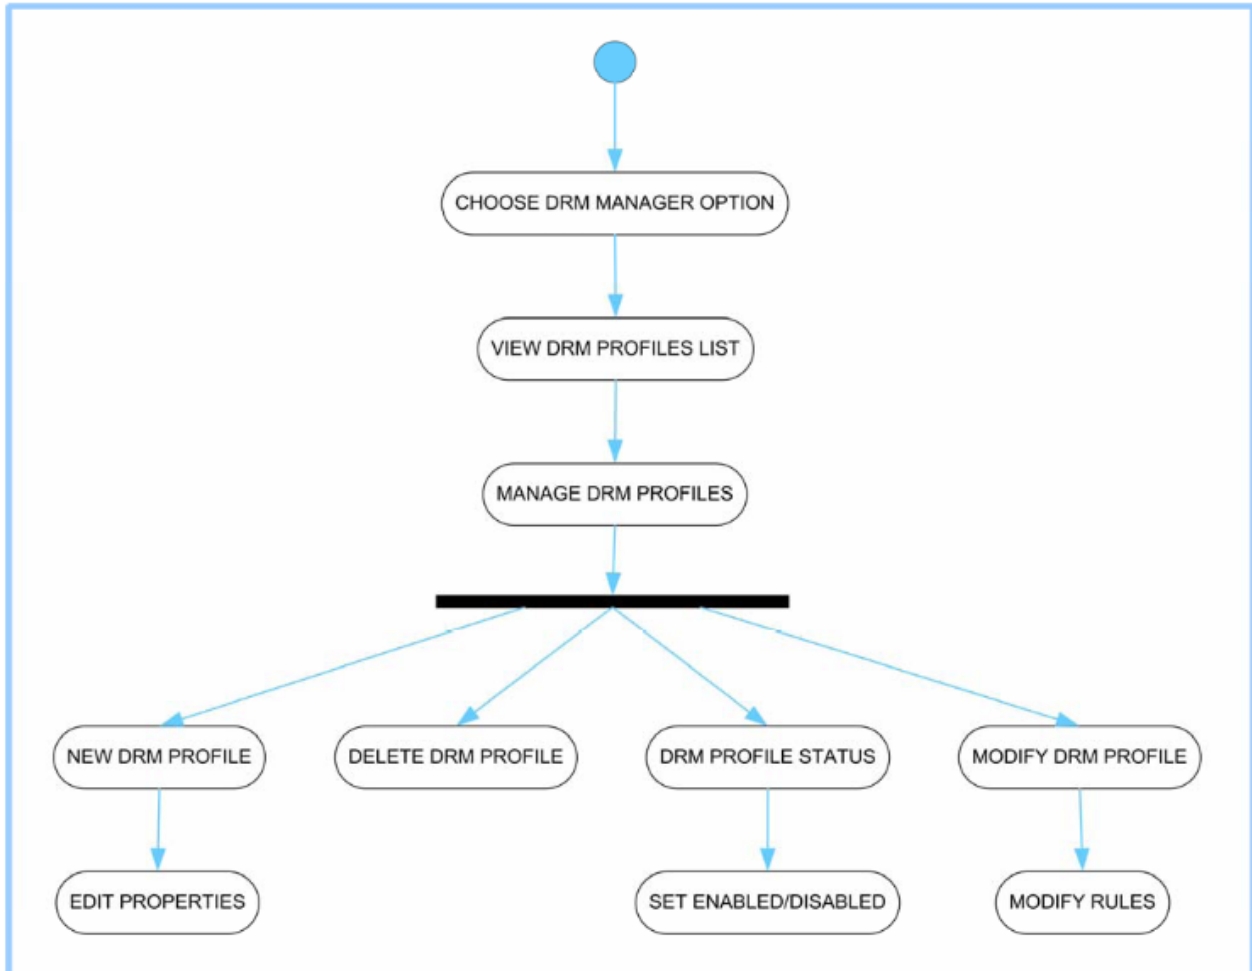 CHOOSE DRM MANAGER OPTION
VIEW DRM PROFILES LIST
MANAGE DRM PROFILES
NEW DRM PROFILE
DELETE DRM PROFILE
DRM PROFILE STATUS
MODIFY DRM PROFILE
EDIT PROPERTIES
SET ENABLED/DISABLED
MODIFY RULES